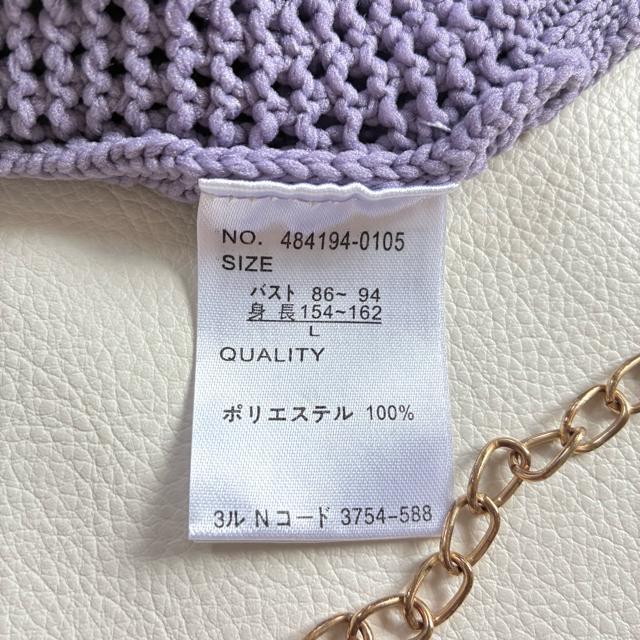 NO. 484194-0105
SIZE
バスト 86~ 94
身 長154~162
L
QUALITY
ポリエステル 100%
3ル Nコード 3754-588